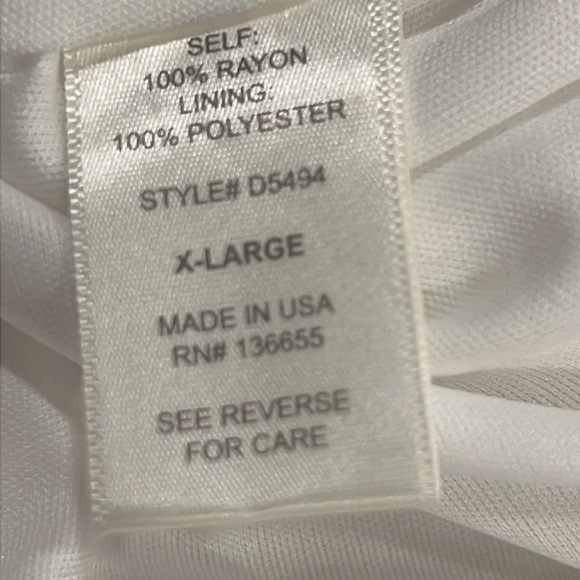 SELF:
100% RAYON
LINING:
100% POLYESTER
STYLE# D5494
X-LARGE
MADE IN USA
RN# 136655
SEE REVERSE
FOR CARE